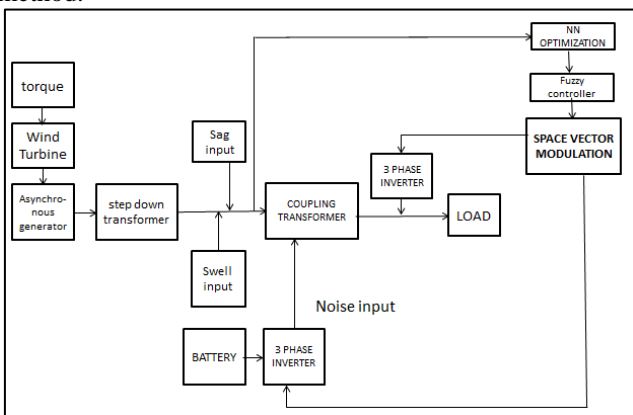 method.
NN
OPTIMIZATION
torque
Fuzzy
controller
Wind
Turbine
Sag
input
SPACE VECTOR
MODULATION
3 PHASE
INVERTER
Asynchro-
nous
generator
step down
transformer
COUPLING
TRANSFORMER
LOAD
Swell
input
Noise input
BATTERY
3 PHASE
INVERTER